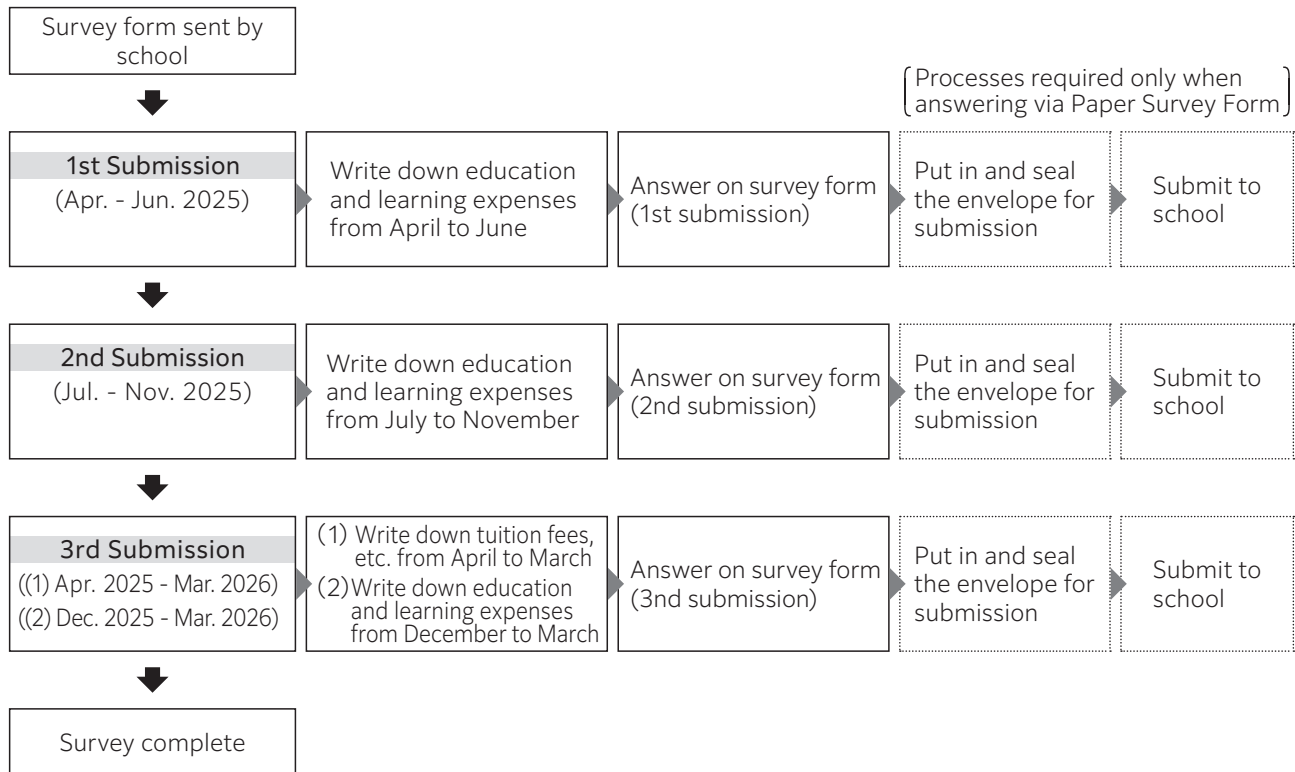 Survey form sent by
school
Processes required only when
answering via Paper Survey Form
1st Submission
(Apr. - Jun. 2025)
Write down education
and learning expenses
from April to June
Answer on survey form
(1st submission)
Put in and seal
the envelope for
submission
Submit to
school
2nd Submission
(Jul. - Nov. 2025)
Write down education
and learning expenses
from July to November
Answer on survey form
(2nd submission)
Put in and seal
the envelope for
submission
Submit to
school
3rd Submission
((1) Apr. 2025 - Mar. 2026)
((2) Dec. 2025 - Mar. 2026)
(1) Write down tuition fees,
etc. from April to March
(2) Write down education
and learning expenses
from December to March
Answer on survey form
(3nd submission)
Put in and seal
the envelope for
submission
Submit to
school
Survey complete